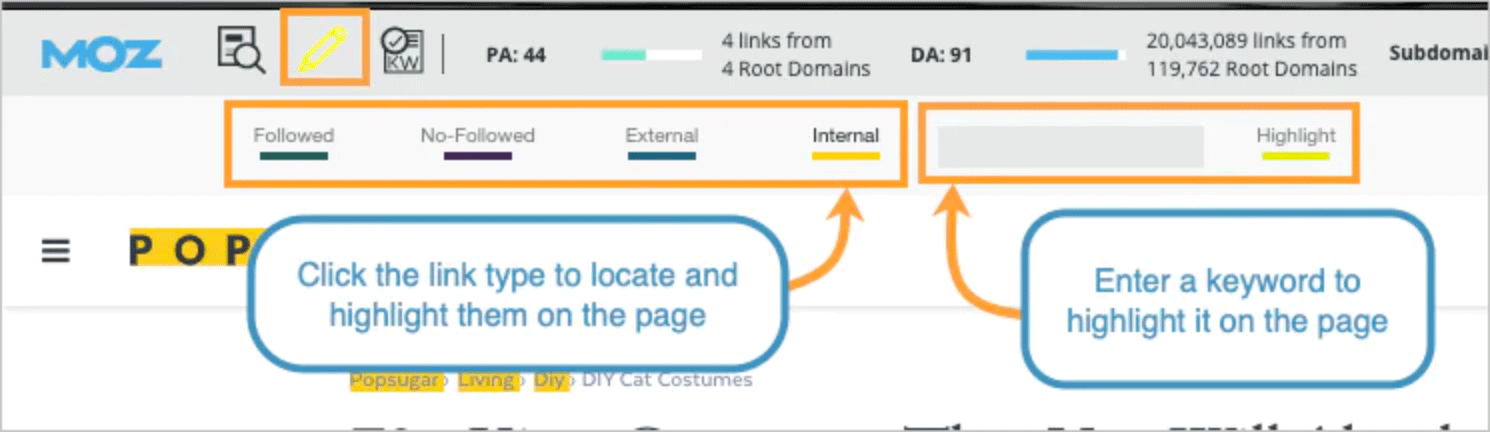 MOZ
KW
PA: 44
4 links from
4 Root Domains
DA: 91
20,043,089 links from
119,762 Root Domains
Followed
No-Followed
External
Internal
Highlight
POP
Click the link type to locate and
highlight them on the page
Enter a keyword to
highlight it on the page
Popsugar › Living › Diy › DIY Cat Costumes